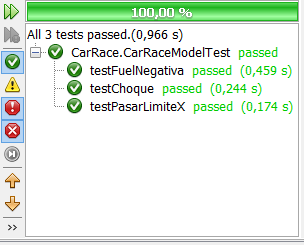 100,00 %
All 3 tests passed.(0,966 s)
CarRace.CarRaceModelTest passed
testFuelNegativa passed (0,459 s)
testChoque passed (0,244 s)
testPasarLimiteX passed (0,174 s)
>>